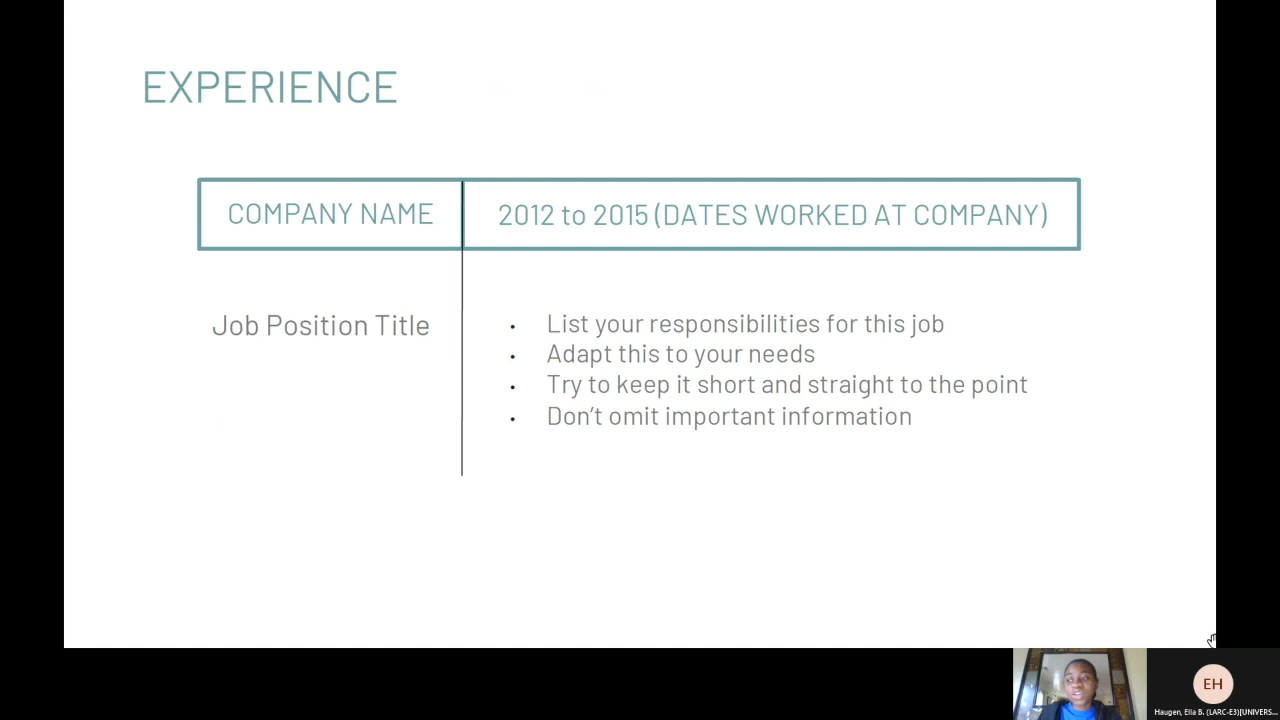 EXPERIENCE
COMPANY NAME
2012 to 2015 (DATES WORKED AT COMPANY)
Job Position Title
• List your responsibilities for this job
• Adapt this to your needs
• Try to keep it short and straight to the point
• Don't omit important information
EH
Haugen, Ella B. (LARC-E3)[UNIVERS...